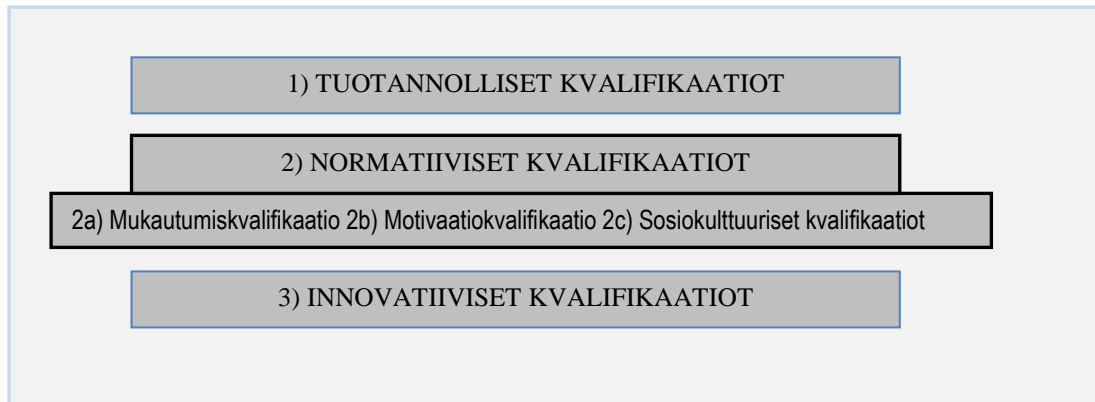 1) TUOTANNOLLISET KVALIFIKAATIOT
2) NORMATIIVISET KVALIFIKAATIOT
2a) Mukautumiskvalifikaatio 2b) Motivaatiokvalifikaatio 2c) Sosiokulttuuriset kvalifikaatiot
3) INNOVATIIVISET KVALIFIKAATIOT